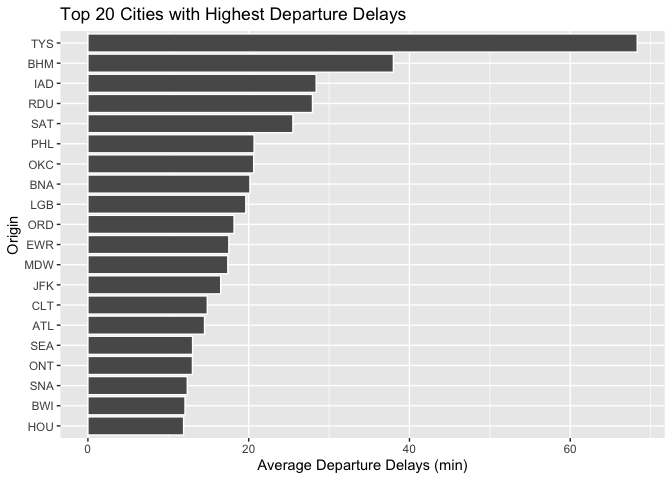 Top 20 Cities with Highest Departure Delays
Origin
TYS
BHM
IAD
RDU
SAT
PHL
OKC
BNA
LGB
ORD
EWR
MDW
JFK
CLT
ATL
SEA
ONT
SNA
BWI
HOU
0 20 40 60
Average Departure Delays (min)